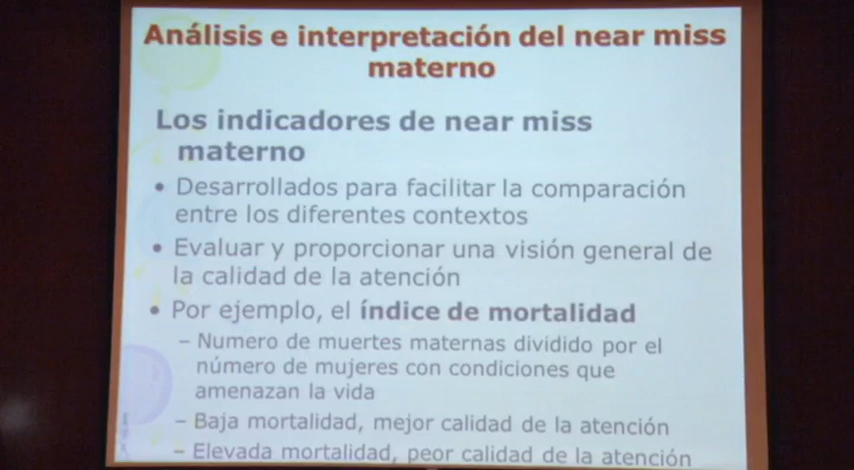 Análisis e interpretación del near miss
materno
Los indicadores de near miss
materno
• Desarrollados para facilitar la comparación
entre los diferentes contextos
• Evaluar y proporcionar una visión general de
la calidad de la atención
• Por ejemplo, el índice de mortalidad
– Numero de muertes maternas dividido por el
número de mujeres con condiciones que
amenazan la vida
– Baja mortalidad, mejor calidad de la atención
– Elevada mortalidad, peor calidad de la atención